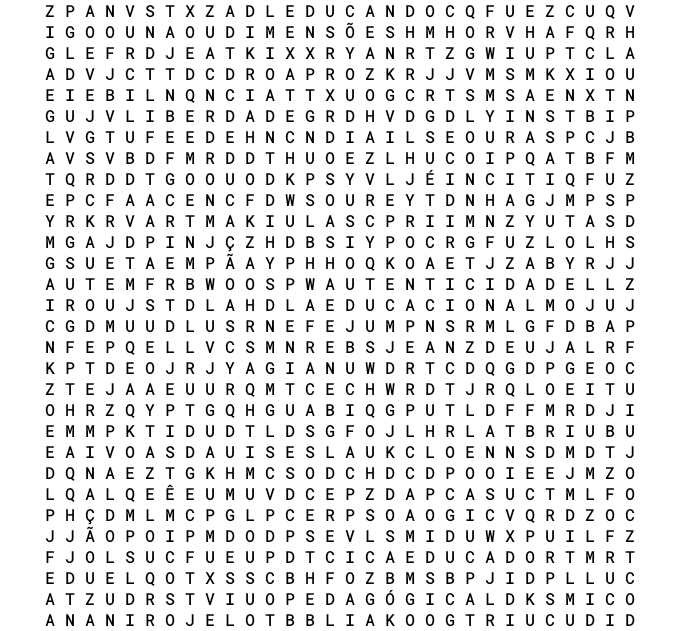 Z P A N V S T X Z A D L E D U C A N D O C Q F U E Z C U Q V
I G O O U N A O U D I M E N S Õ E S H M H O R V H A F Q R H
G L E F R D J E A T K I X X R Y A N R T Z G W I U P T C L A
A D V J C T T D C D R O A P R O Z K R J J V M S M K X I O U
E I E B I L N Q N C I A T T X U O G C R T S M S A E N X T N
G U J V L I B E R D A D E G R D H V D G D L Y I N S T B I P
L V G T U F E E D E H N C N D I A I L S E O U R A S P C J B
A V S V B D F M R D D T H U O E Z L H U C O I P Q A T B F M
T Q R D D T G O O U O D K P S Y V L J É I N C I T I Q F U Z
E P C F A A C E N C F D W S O U R E Y T D N H A G J M P S P
Y R K R V A R T M A K I U L A S C P R I I M N Z Y U T A S D
M G A J D P I N J Ç Z H D B S I Y P O C R G F U Z L O L H S
G S U E T A E M P Ã A Y P H H O Q K O A E T J Z A B Y R J J
A U T E M F R B W O O S P W A U T E N T I C I D A D E L L Z
I R O U J S T D L A H D L A E D U C A C I O N A L M O J U J
C G D M U U D L U S R N E F E J U M P N S R M L G F D B A P
N F E P Q E L L V C S M N R E B S J E A N Z D E U J A L R F
K P T D E O J R J Y A G I A N U W D R T C D Q G D P G E O C
Z T E J A A E U U R Q M T C E C H W R D T J R Q L O E I T U
O H R Z Q Y P T G Q H G U A B I Q G P U T L D F F M R D J I
E M M P K T I D U D T L D S G F O J L H R L A T B R I U B U
E A I V O A S D A U I S E S L A U K C L O E N N S D M D T J
D Q N A E Z T G K H M C S O D C H D C D P O O I E E J M Z O
L Q A L Q E Ê E U M U V D C E P Z D A P C A S U C T M L F O
P H Ç D M L M C P G L P C E R P S O A O G I C V Q R D Z O C
J J Ã O P O I P M D O D P S E V L S M I D U W X P U I L F Z
F J O L S U C F U E U P D T C I C A E D U C A D O R T M R T
E D U E L Q O T X S S C B H F O Z B M S B P J I D P L L U C
A T Z U D R S T V I U O P E D A G Ó G I C A L D K S M I C O
A N A N I R O J E L O T B B L I A K O O G T R I U C U D I D